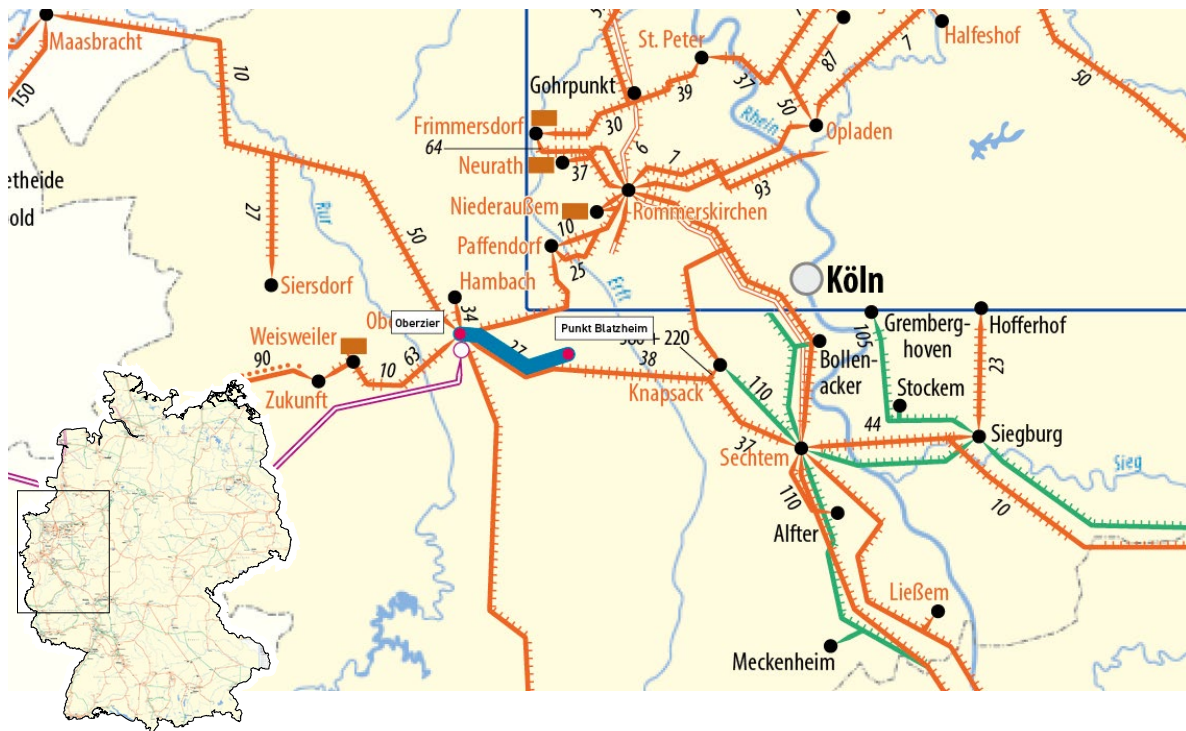 Maasbracht
10
150
etheide
old
27
Siersdorf
Rur
50
St. Peter
Halfeshof
Gohrpunkt
39
37
87
7
50
50
Frimmersdorf
30
64
Neurath
37
6
7
Rhein
Opladen
93
Niederaußem
Rommerskirchen
10
Paffendorf
25
Hambach
Erft
Köln
34
Obe
Oberzier
Punkt Blatzheim
Weisweiler
90
10
63
Zukunft
27
380 + 220
38
Knapsack
110
37
Bollen-
acker
105
Gremberg-
hoven
Hofferhof
23
Stockem
44
Siegburg
Sechtem
Sieg
110
Alfter
10
Ließem
Meckenheim